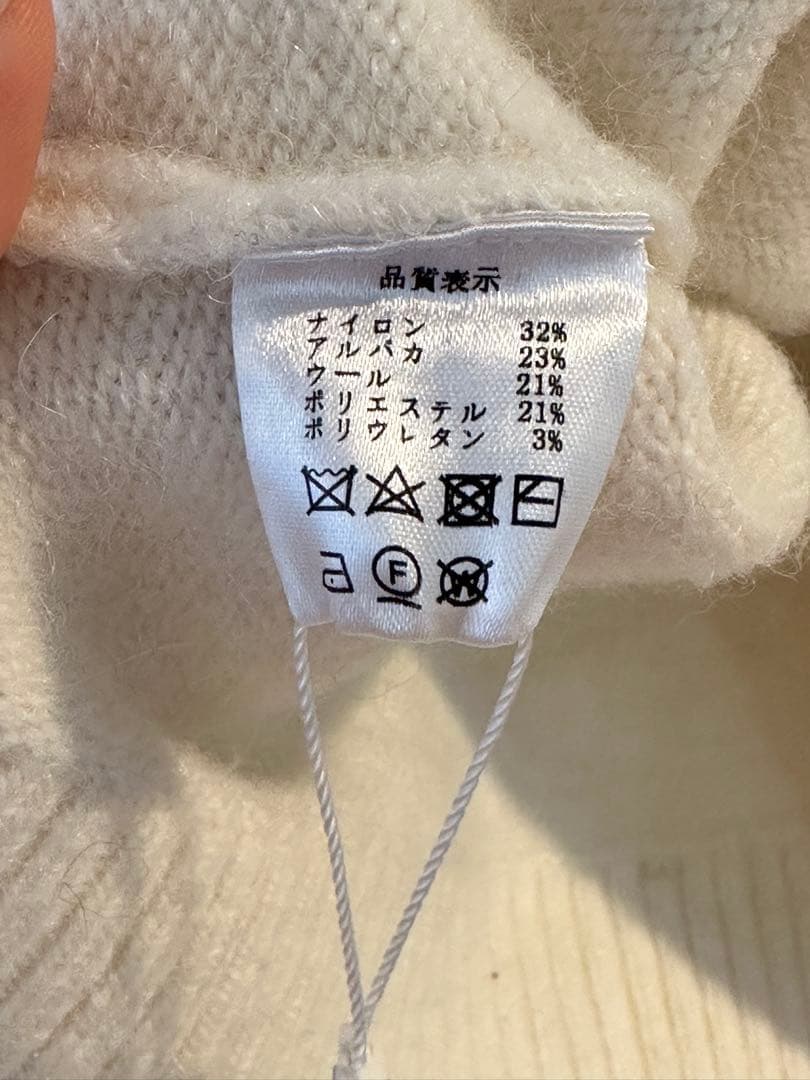 品質表示
ナイロン 32%
アルパカ 23%
ウール 21%
ポリエステル 21%
ポリウレタン 3%
F
W